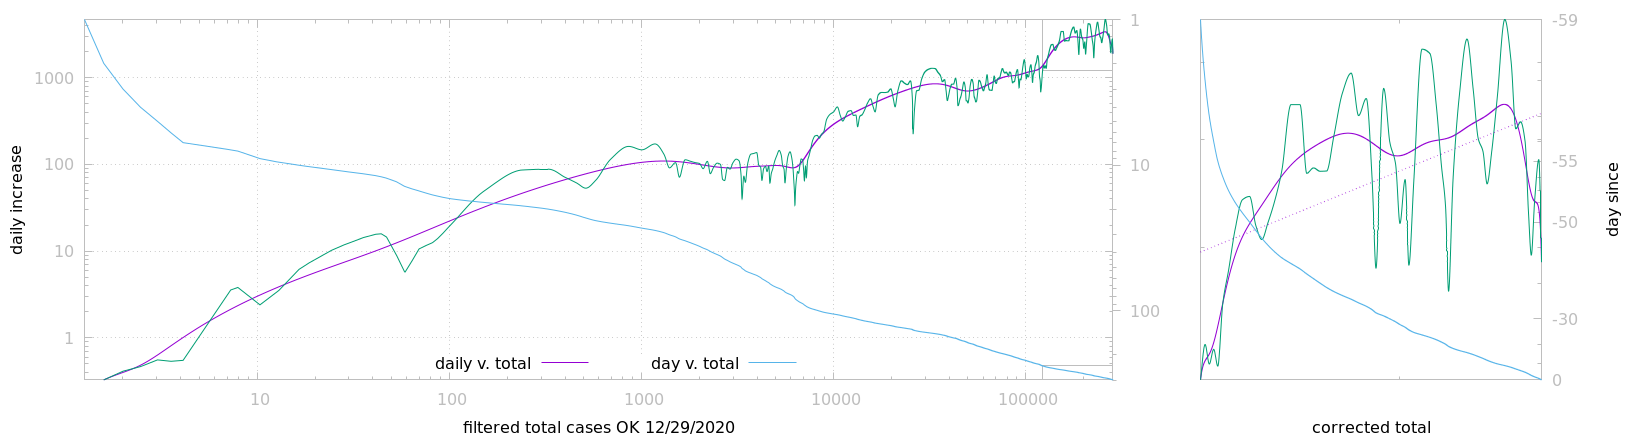 daily increase
1000
100
10
1
10
100
1000
10000
100000
1
10
100
daily v. total
day v. total
filtered total cases OK 12/29/2020
-59
-55
-50
-30
0
day since
corrected total